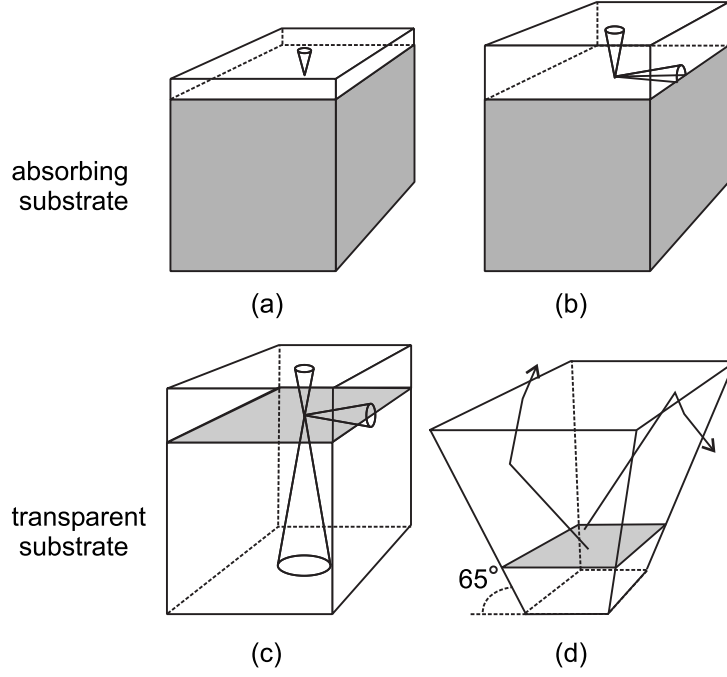 absorbing
substrate
(a)
(b)
transparent
substrate
65°
(c)
(d)